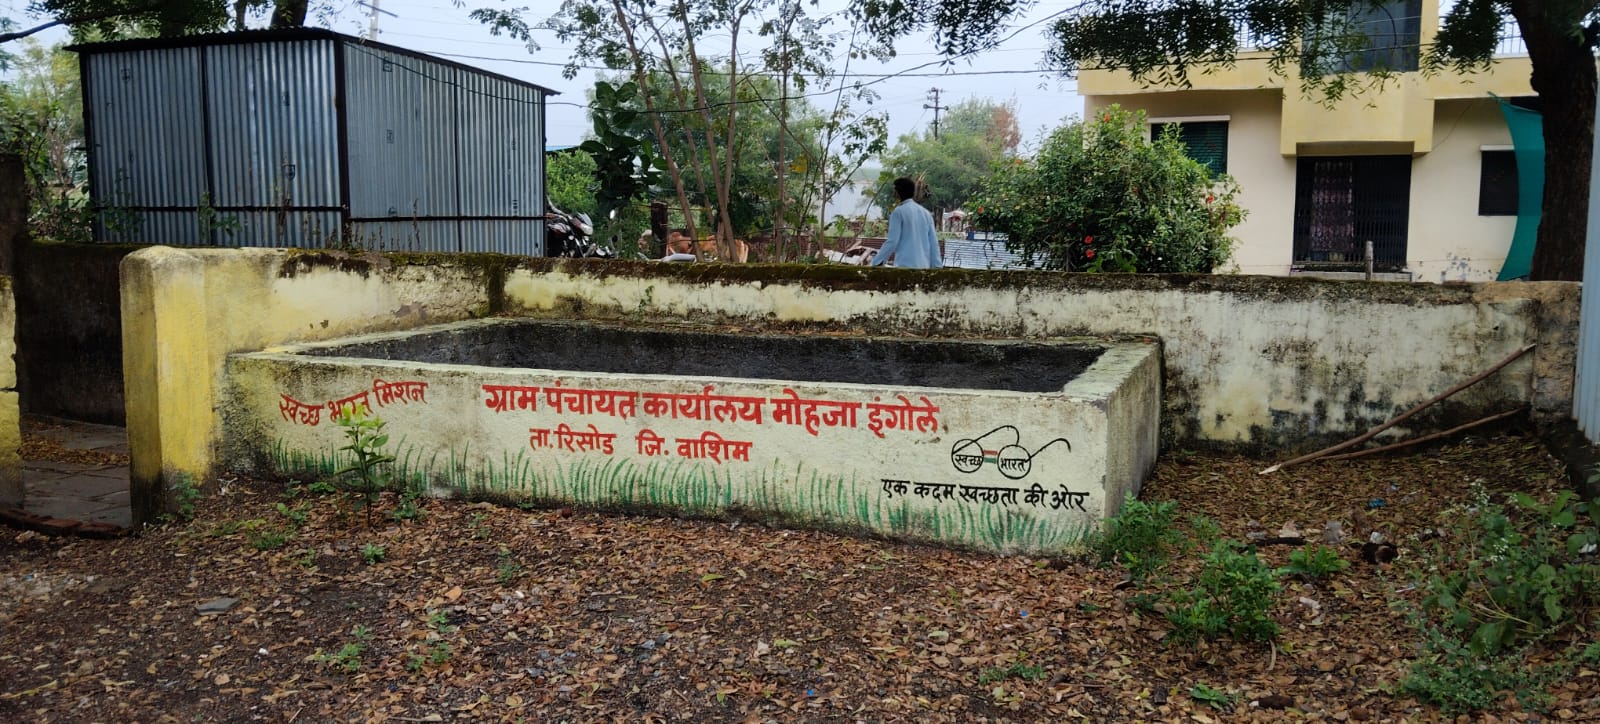 स्वच्छ भारत मिशन
ग्राम पंचायत कार्यालय मोहजा इंगोले.
ता. रिसोड जि. वाशिम
स्वच्छ भारत
एक कदम स्वच्छता की ओर